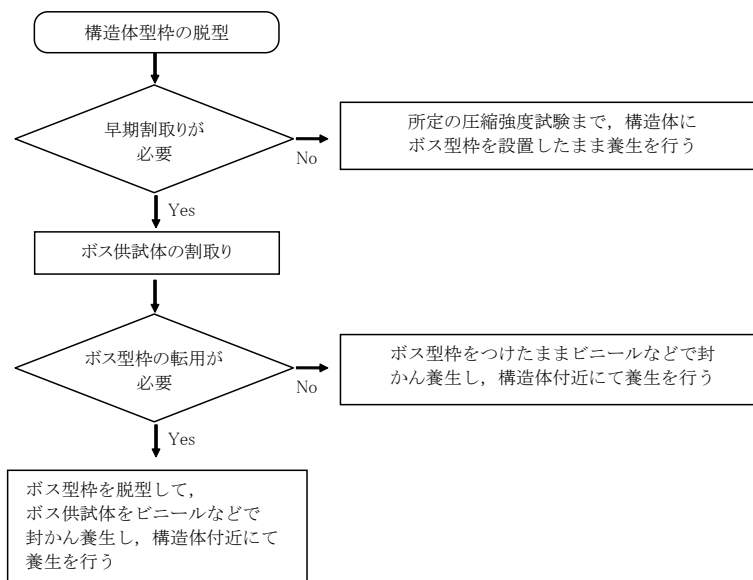 構造体型枠の脱型
早期割取りが
必要
No
所定の圧縮強度試験まで，構造体に
ボス型枠を設置したまま養生を行う
Yes
ボス供試体の割取り
ボス型枠の転用が
必要
No
ボス型枠をつけたままビニールなどで封
かん養生し，構造体付近にて養生を行う
Yes
ボス型枠を脱型して，
ボス供試体をビニールなどで
封かん養生し，構造体付近にて
養生を行う